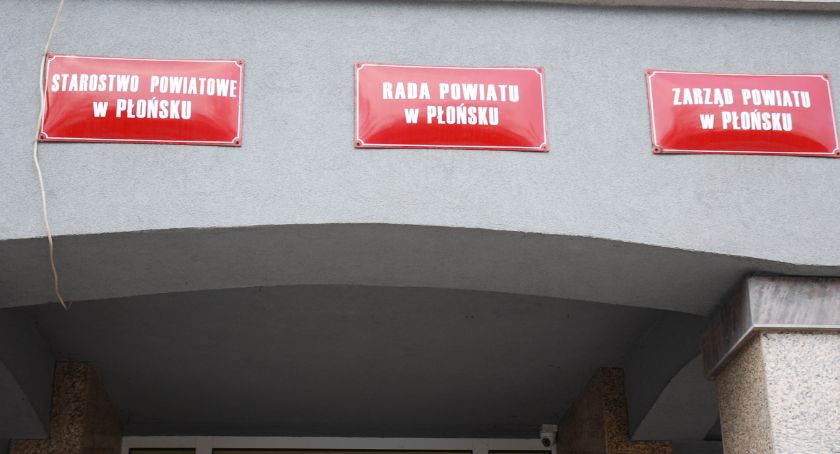 STAROSTWO POWIATOWE
w PŁOŃSKU
RADA POWIATU
w PŁOŃSKU
ZARZĄD POWIATU
w PŁOŃSKU